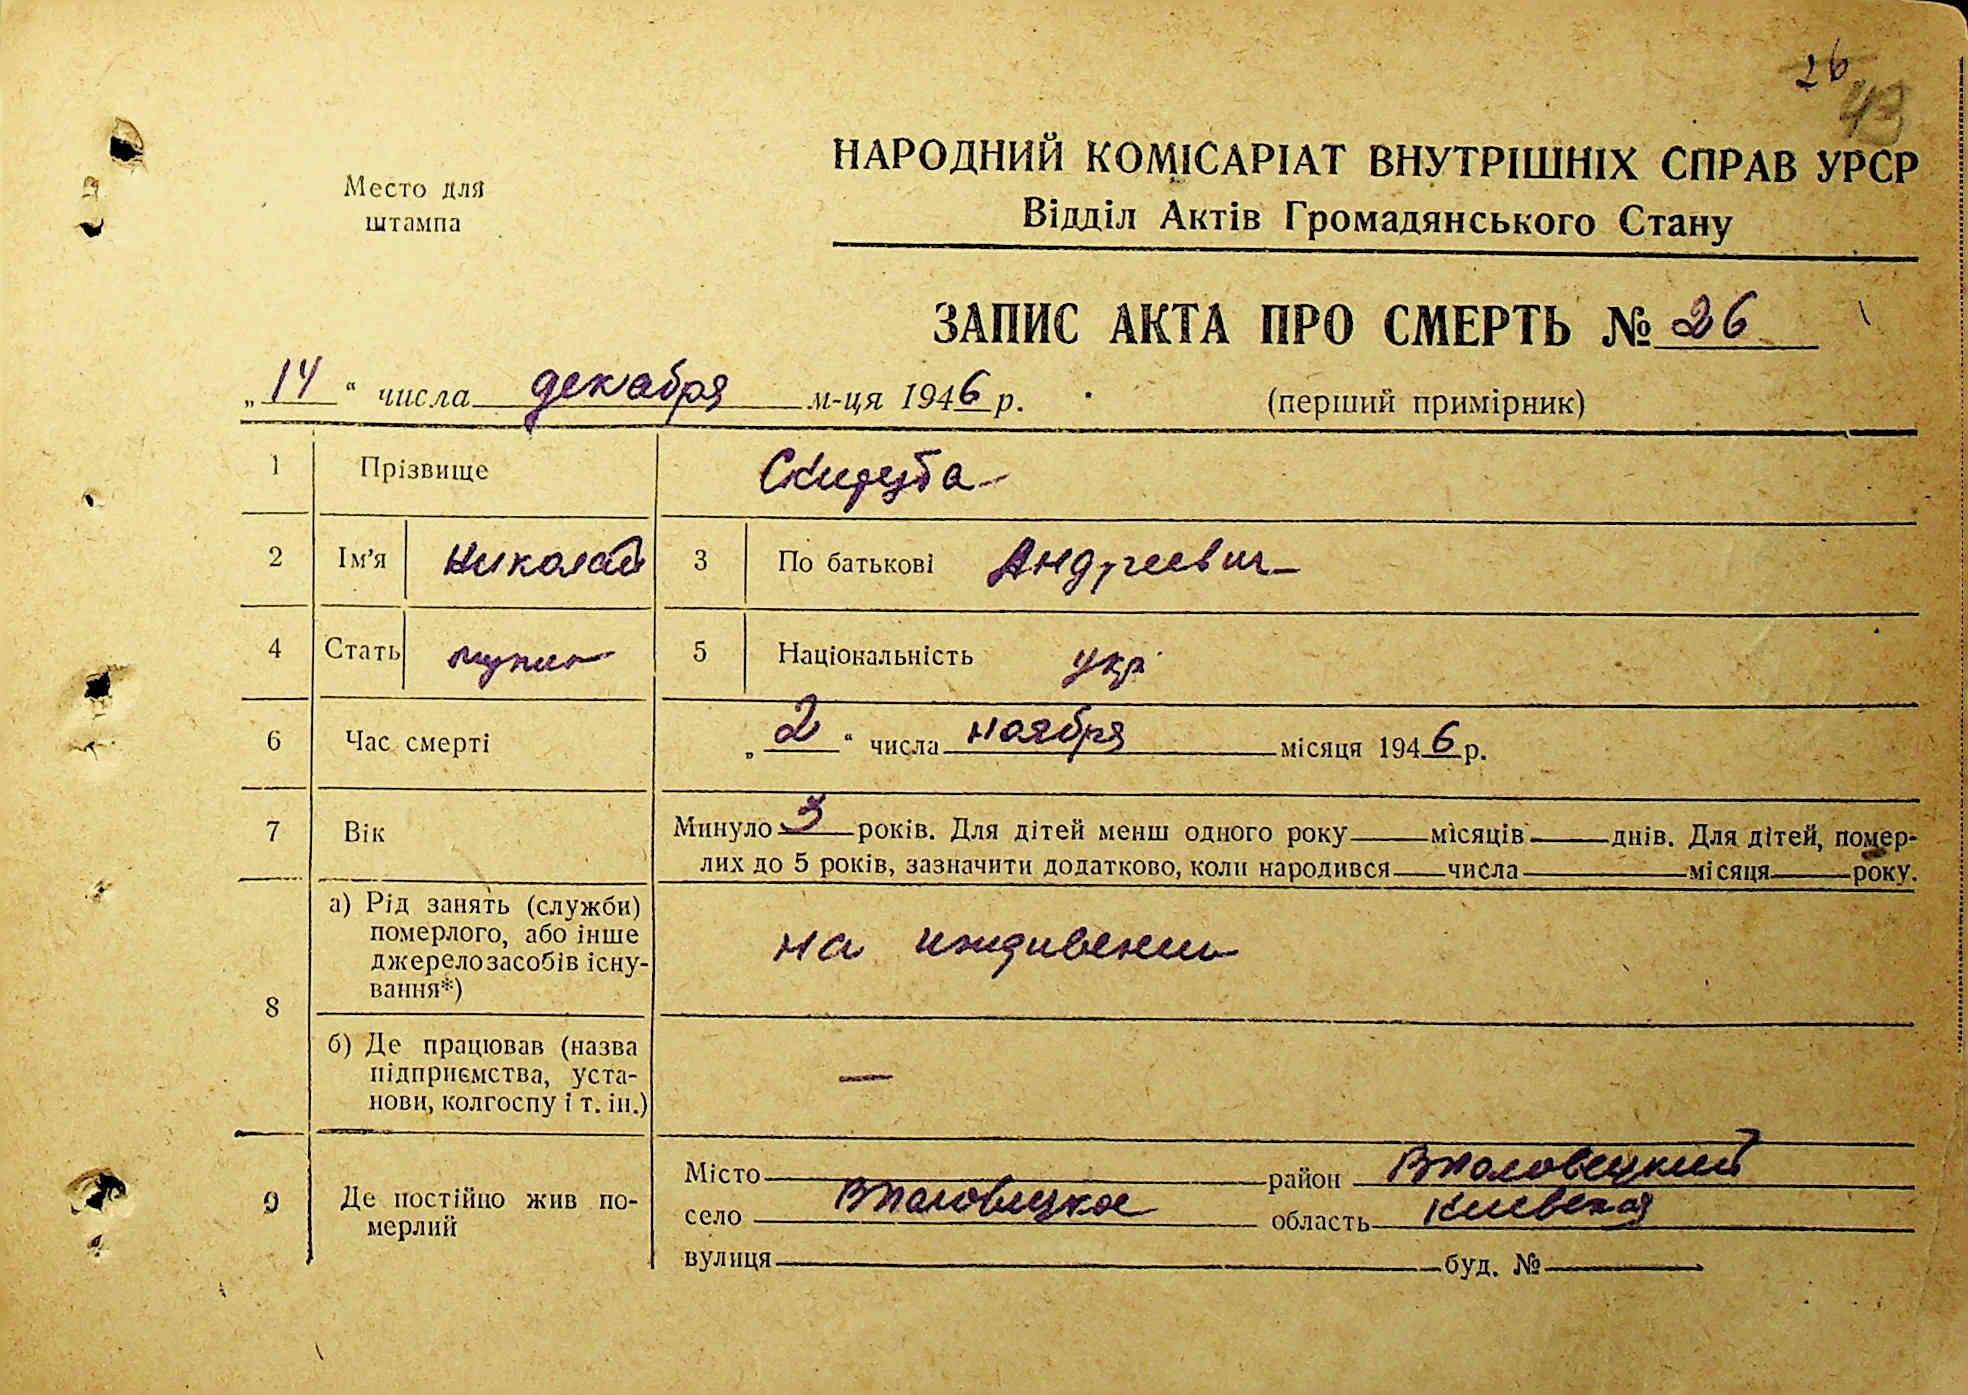 26
43
Место для
штампа
НАРОДНИЙ КОМІСАРІАТ ВНУТРІШНІХ СПРАВ УРСР
Відділ Актів Громадянського Стану
ЗАПИС АКТА ПРО СМЕРТЬ № 26
„14“ числа декабря м-ця 1946 р. (перший примірник)
1 Прізвище Скидуба
2 Ім'я Николай 3 По батькові Андреевич
4 Стать 5 Національність укр
6 Час смерті „2“ числа ноября місяця 1946 р.
7 Вік Минуло 3 років. Для дітей менш одного року місяців днів. Для дітей, помер-
лих до 5 років, зазначити додатково, коли народився числа місяця року.
8 а) Рід занять (служби)
померлого, або інше
джерело засобів існу-
вання*)
на иждивении
б) Де працював (назва
підприємства, уста-
нови, колгоспу і т. ін.)
—
9 Де постійно жив по-
мерлий
Місто район ВПоловецкий
село ВПоловецкое область Киевская
вулиця буд. №